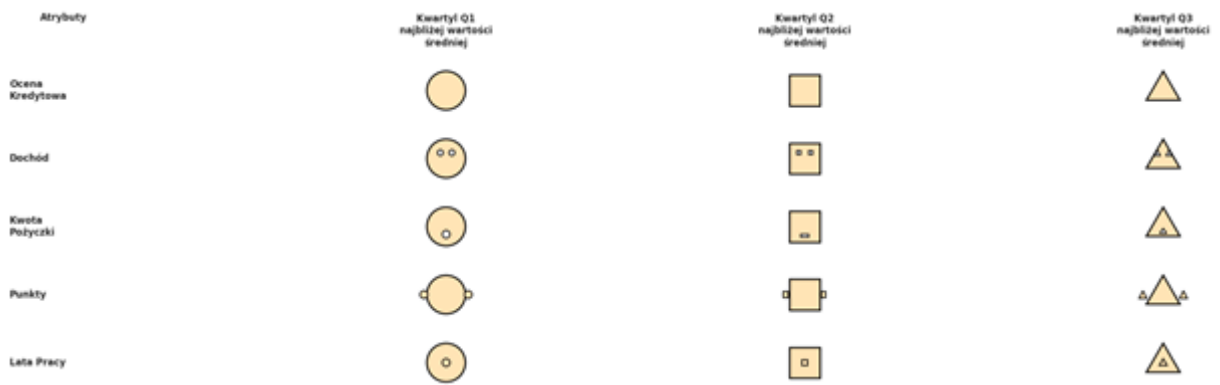 Atrybuty
Kwartyl Q1
najbliżej wartości
średniej
Kwartyl Q2
najbliżej wartości
średniej
Kwartyl Q3
najbliżej wartości
średniej
Ocena
Kredytowa
Dochód
Kwota
Pożyczki
Punkty
Lata Pracy